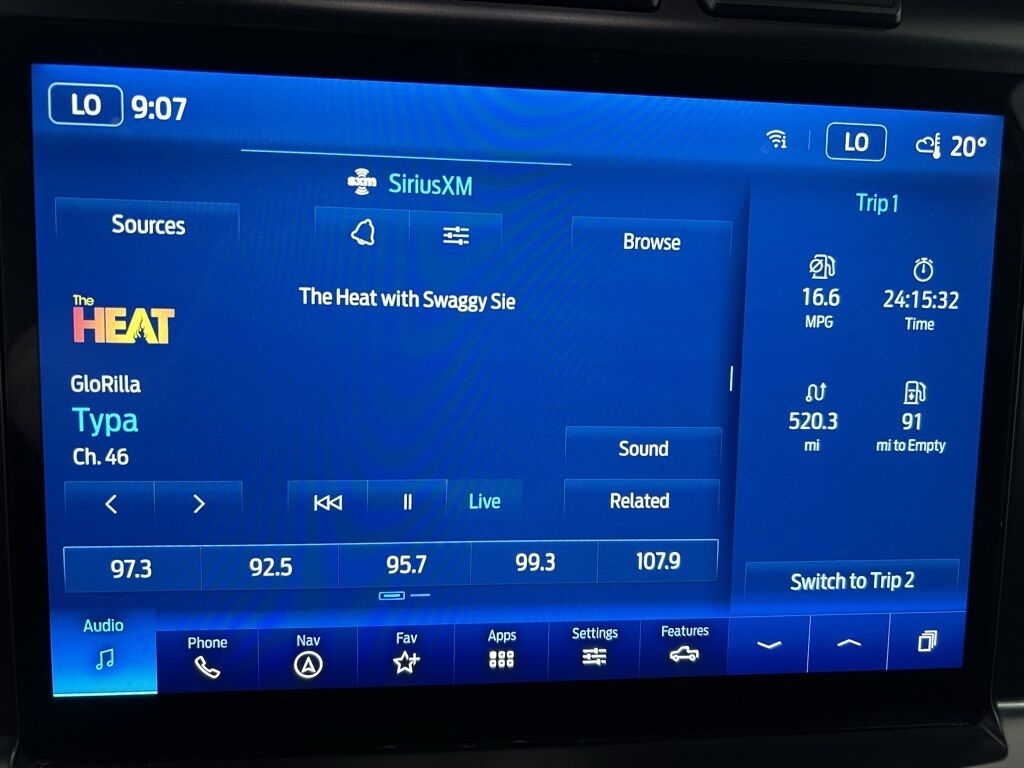 LO 9:07
LO 20°
sxm SiriusXM
Trip 1
Sources
Browse
The Heat with Swaggy Sie
16.6
MPG
24:15:32
Time
The
HEAT
GloRilla
Typa
Ch. 46
520.3
mi
91
mi to Empty
Sound
Live
Related
97.3 92.5 95.7 99.3 107.9
Switch to Trip 2
Audio Phone Nav Fav Apps Settings Features